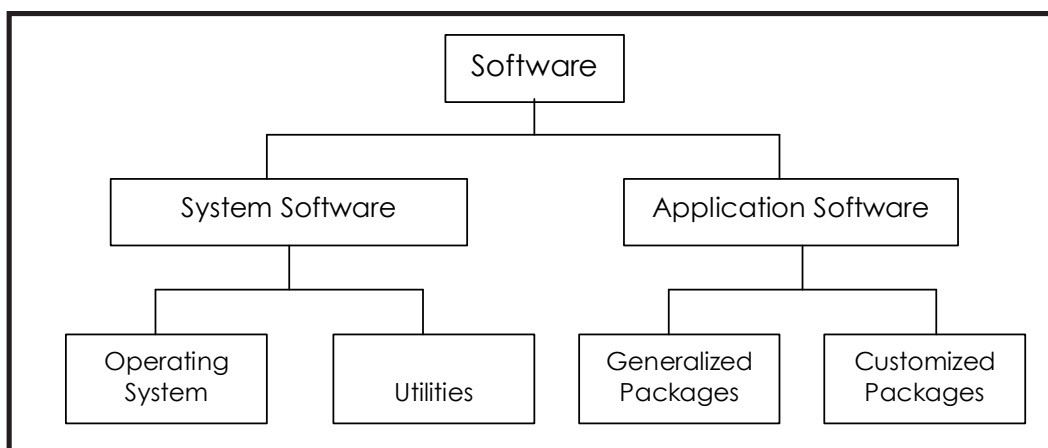 Software
System Software
Application Software
Operating
System
Utilities
Generalized
Packages
Customized
Packages